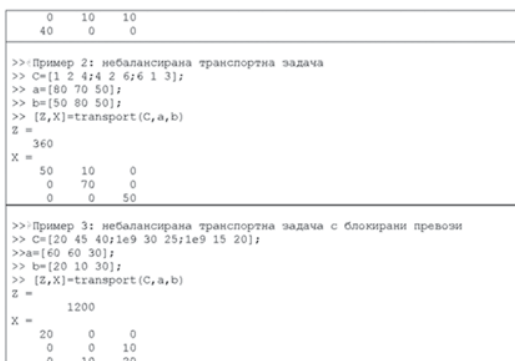 0 10 10
40 0 0
>>%Пример 2: небалансирана транспортна задача
>> C=[1 2 4;4 2 6;6 1 3];
>> a=[80 70 50];
>> b=[50 80 50];
>> [Z,X]=transport(C,a,b)
Z =
360
X =
50 10 0
0 70 0
0 0 50
>>%Пример 3: небалансирана транспортна задача с блокирани превози
>> C=[20 45 40;1e9 30 25;1e9 15 20];
>>a=[60 60 30];
>> b=[20 10 30];
>> [Z,X]=transport(C,a,b)
Z =
1200
X =
20 0 0
0 0 10
0 10 20